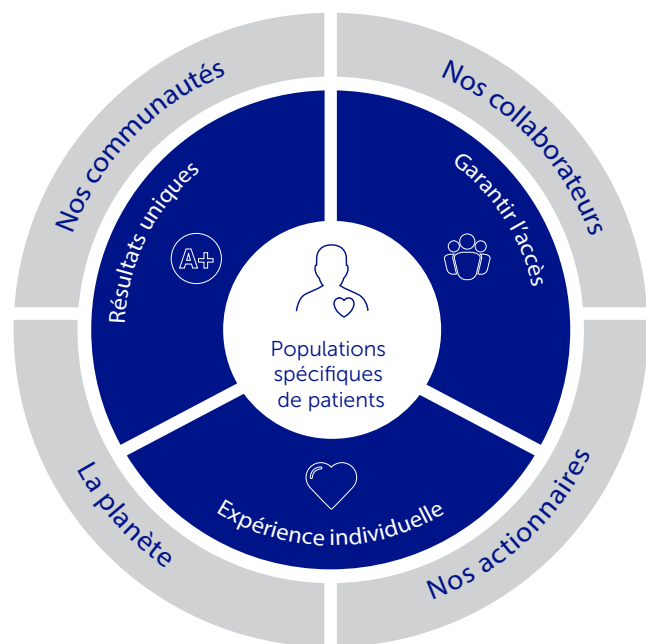 Nos communautés
Nos collaborateurs
Résultats uniques
Garantir l'accès
A+
Populations
spécifiques
de patients
Expérience individuelle
La planète
Nos actionnaires